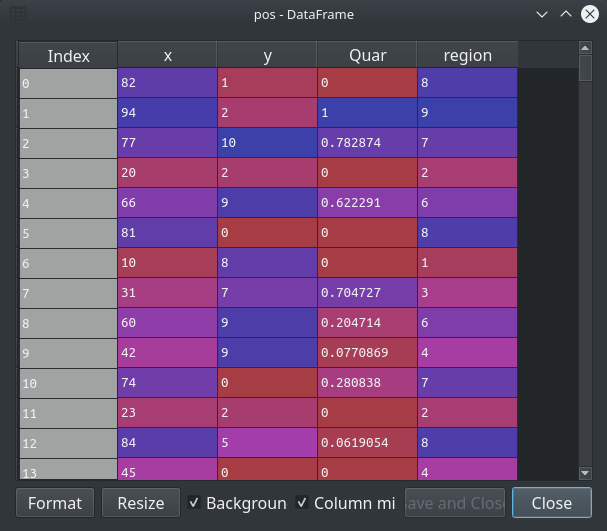 pos - DataFrame
Index x y Quar region
0 82 1 0 8
1 94 2 1 9
2 77 10 0.782874 7
3 20 2 0 2
4 66 9 0.622291 6
5 81 0 0 8
6 10 8 0 1
7 31 7 0.704727 3
8 60 9 0.204714 6
9 42 9 0.0770869 4
10 74 0 0.280838 7
11 23 2 0 2
12 84 5 0.0619054 8
13 45 0 0 4
Format Resize Backgroun Column mi ave and Close Close